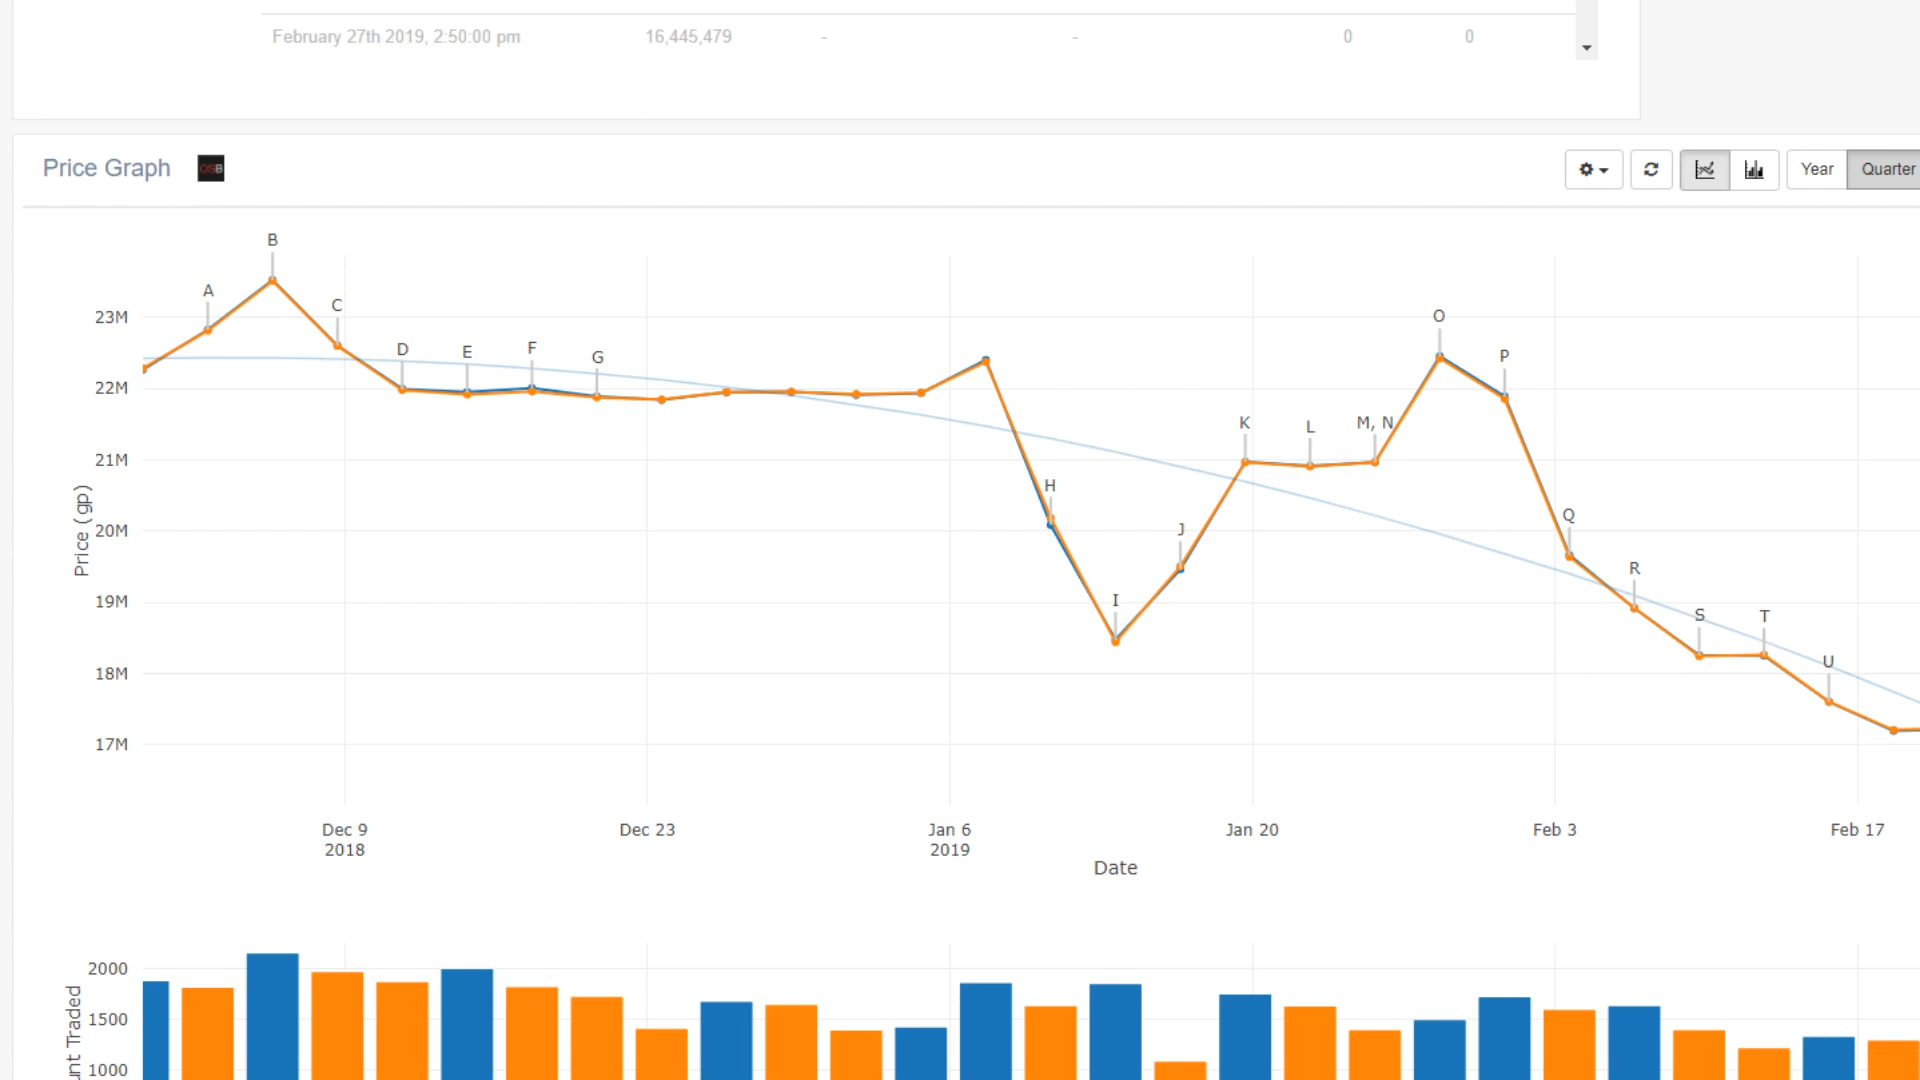 February 27th 2019, 2:50:00 pm 16,445,479 - - 0 0
Price Graph OSB Year Quarter
B
A
C
D E F G
H
I
J
K L M, N
O
P
Q
R
S T
U
23M
22M
21M
20M
19M
18M
17M
Price (gp)
Dec 9 Dec 23 Jan 6 Jan 20 Feb 3 Feb 17
2018 2019
Date
2000
1500
1000
unt Traded